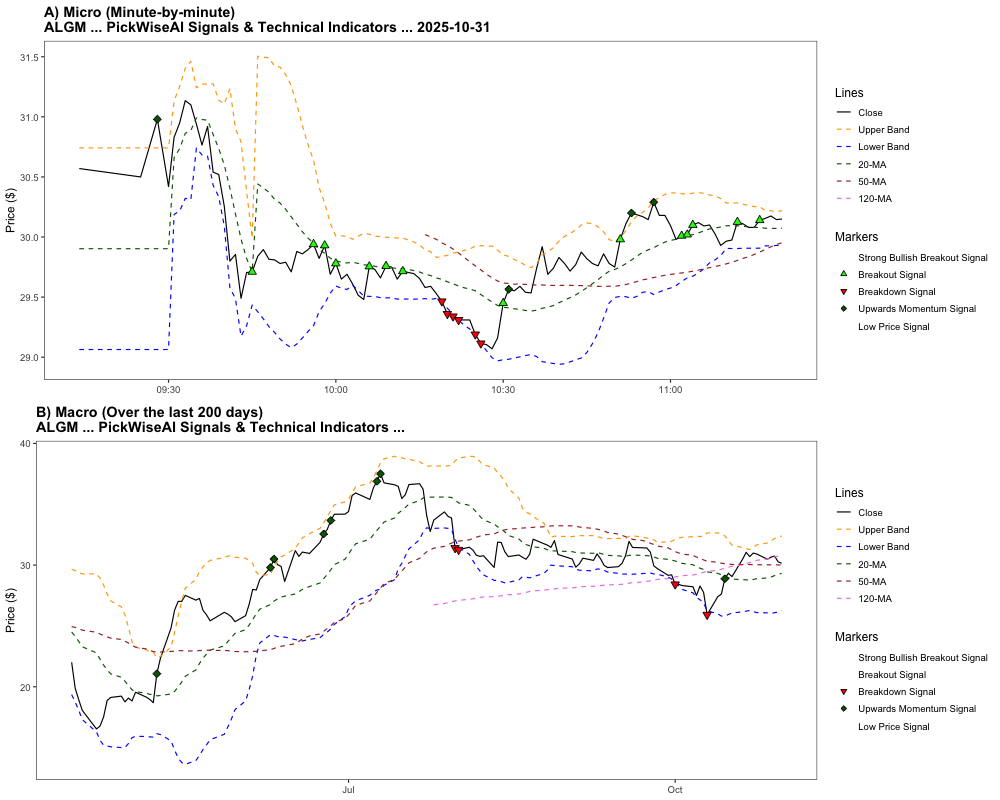 A) Micro (Minute-by-minute)
ALGM ... PickWiseAI Signals & Technical Indicators ... 2025-10-31
Price ($)
31.5
31.0
30.5
30.0
29.5
29.0
09:30
10:00
10:30
11:00
Lines
Close
Upper Band
Lower Band
20-MA
50-MA
120-MA
Markers
Strong Bullish Breakout Signal
Breakout Signal
Breakdown Signal
Upwards Momentum Signal
Low Price Signal
B) Macro (Over the last 200 days)
ALGM ... PickWiseAI Signals & Technical Indicators ...
Price ($)
40
30
20
Jul
Oct
Lines
Close
Upper Band
Lower Band
20-MA
50-MA
120-MA
Markers
Strong Bullish Breakout Signal
Breakout Signal
Breakdown Signal
Upwards Momentum Signal
Low Price Signal